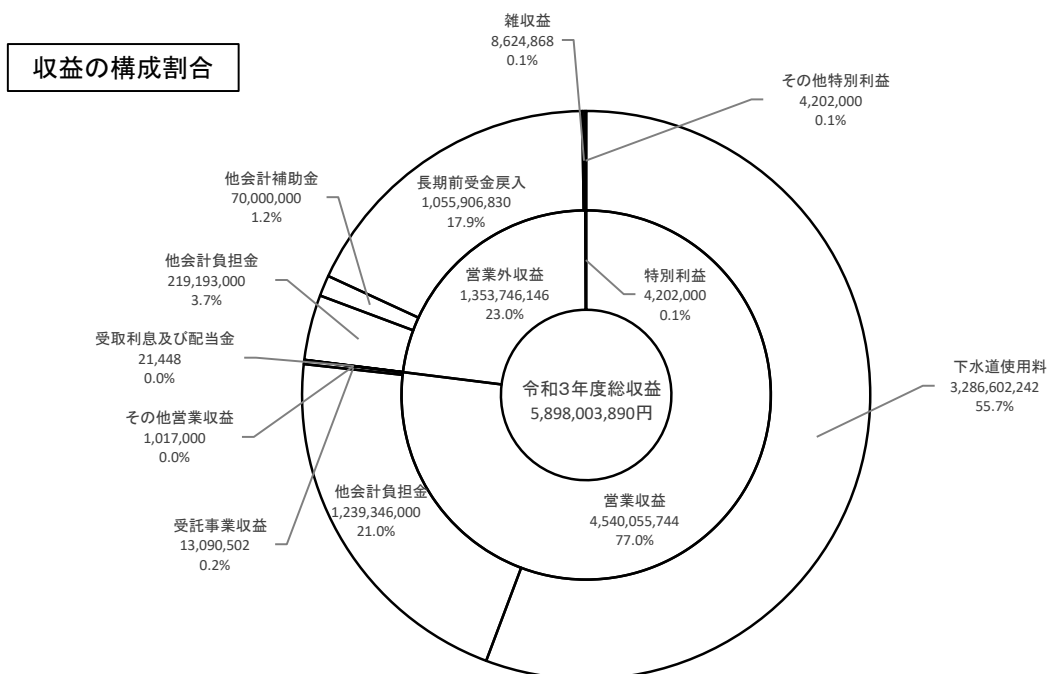 収益の構成割合
雑収益
8,624,868
0.1%
その他特別利益
4,202,000
0.1%
長期前受金戻入
1,055,906,830
17.9%
他会計補助金
70,000,000
1.2%
他会計負担金
219,193,000
3.7%
受取利息及び配当金
21,448
0.0%
その他営業収益
1,017,000
0.0%
受託事業収益
13,090,502
0.2%
他会計負担金
1,239,346,000
21.0%
営業外収益
1,353,746,146
23.0%
特別利益
4,202,000
0.1%
令和3年度総収益
5,898,003,890円
営業収益
4,540,055,744
77.0%
下水道使用料
3,286,602,242
55.7%